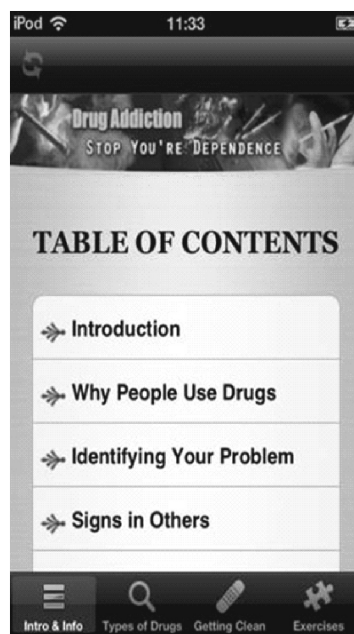 iPod 11:33
Drug Addiction
STOP YOU'RE DEPENDENCE
TABLE OF CONTENTS
Introduction
Why People Use Drugs
Identifying Your Problem
Signs in Others
Intro & Info Types of Drugs Getting Clean Exercises